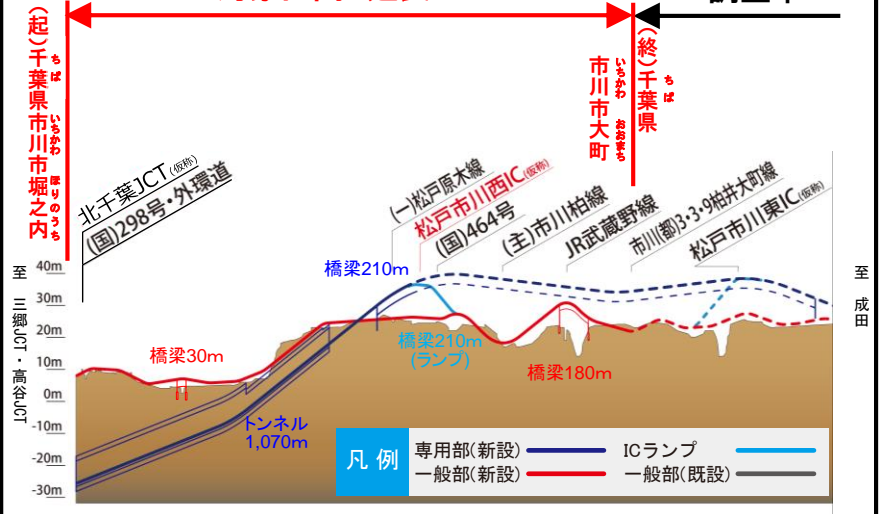 (起)千葉県市川市堀之内
ちば
いちかわ
ほりのうち
市川市大町
いちかわ
おおまち
(終)千葉県
ちば
北千葉JCT(仮称)
(国)298号・外環道
(一)松戸原木線
松戸市川西IC(仮称)
(国)464号
(主)市川柏線
JR武蔵野線
市川(都)3・3・9柏井大町線
松戸市川東IC(仮称)
至 三郷JCT・高谷JCT
至 成田
40m
30m
20m
10m
0m
-10m
-20m
-30m
橋梁30m
トンネル
1,070m
橋梁210m
橋梁210m
(ランプ)
橋梁180m
凡例
専用部(新設)
ICランプ
一般部(新設)
一般部(既設)